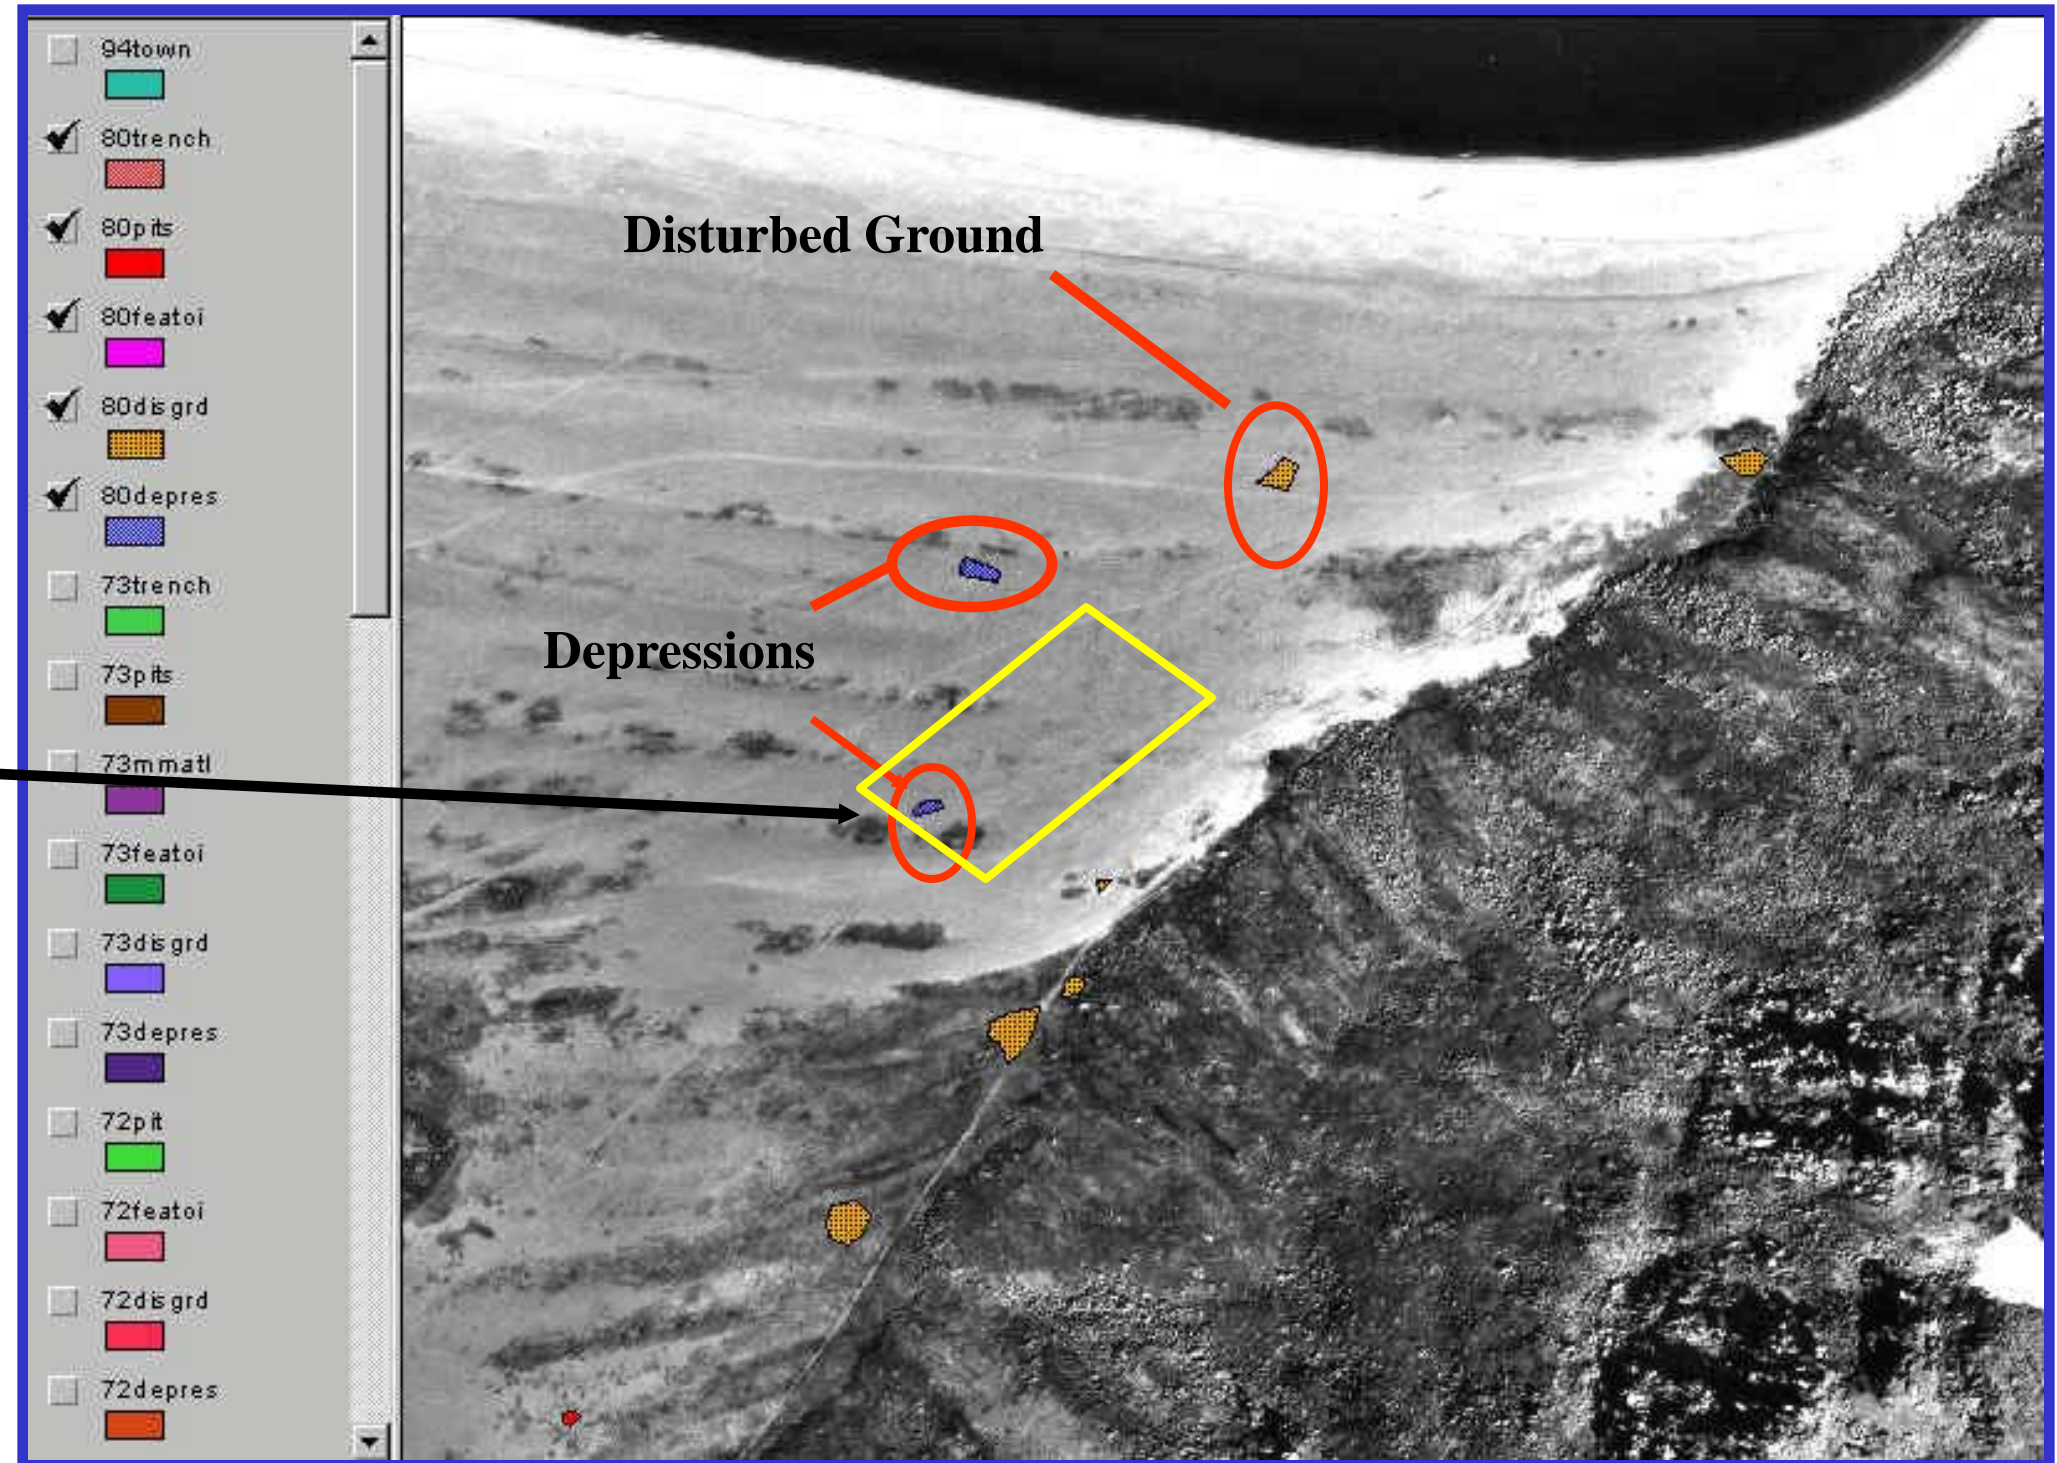 94town
80trench
80pits
80featoi
80disgrd
80depres
73trench
73pits
73mmatl
73featoi
73disgrd
73depres
72pit
72featoi
72disgrd
72depres
Disturbed Ground
Depressions